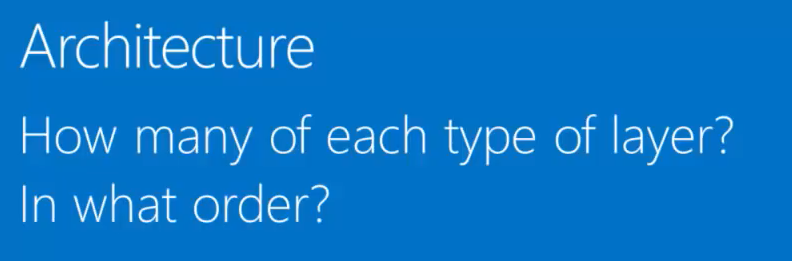 Architecture
How many of each type of layer?
In what order?